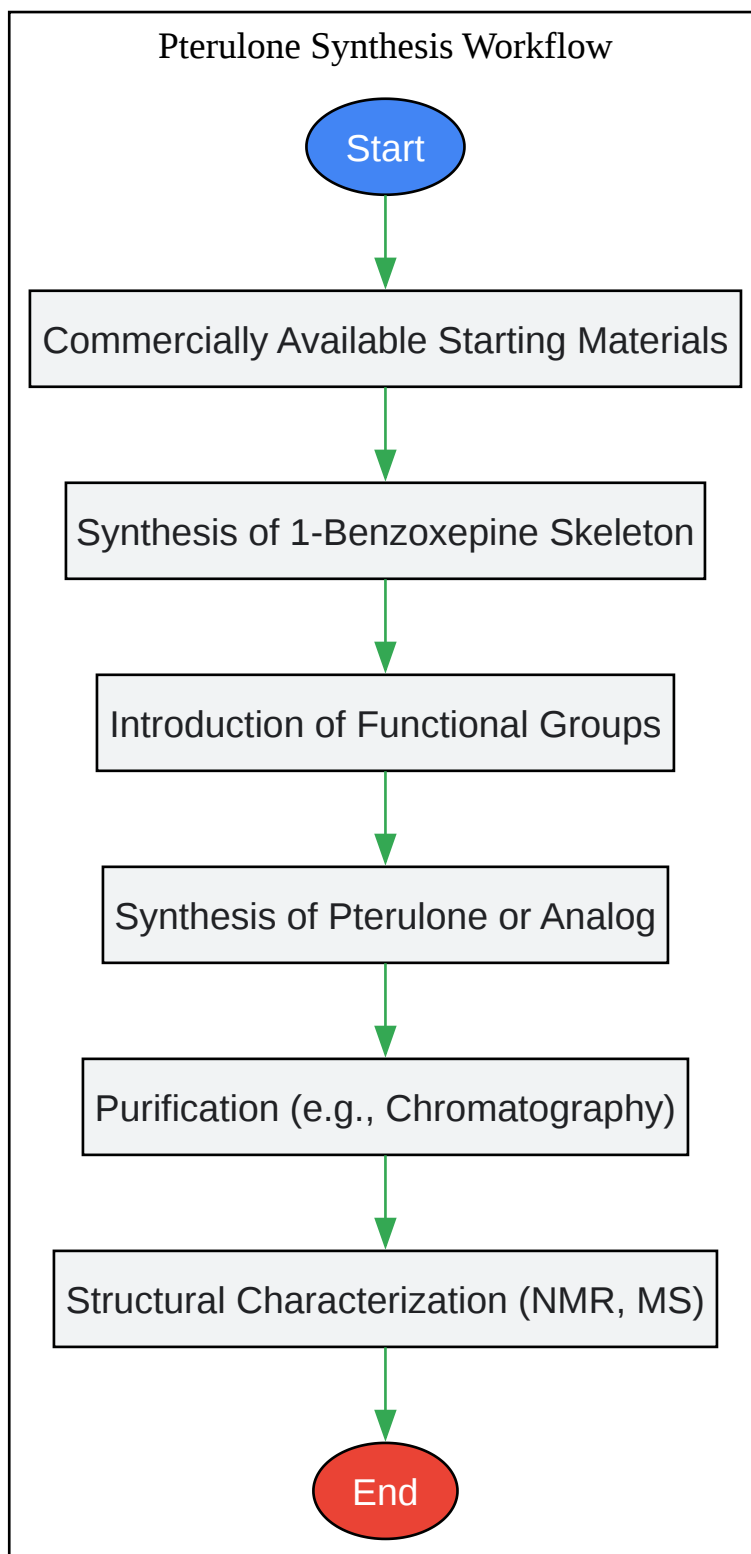 Pterulone Synthesis Workflow
Start
Commercially Available Starting Materials
Synthesis of 1-Benzoxepine Skeleton
Introduction of Functional Groups
Synthesis of Pterulone or Analog
Purification (e.g., Chromatography)
Structural Characterization (NMR, MS)
End